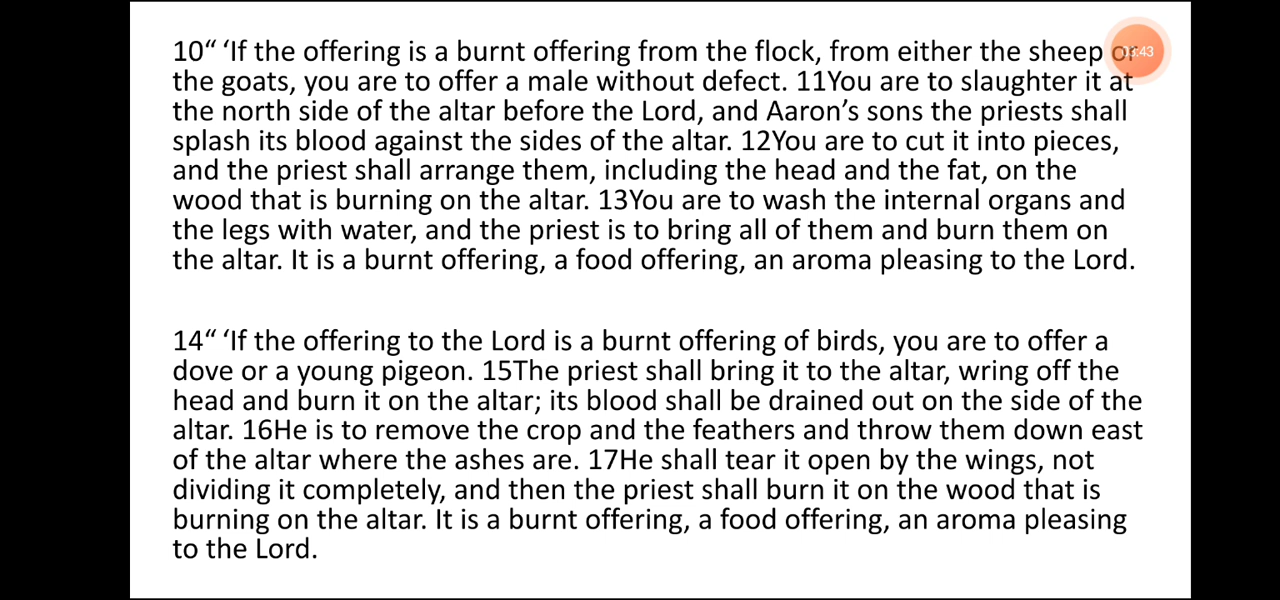 10“ ‘If the offering is a burnt offering from the flock, from either the sheep or
the goats, you are to offer a male without defect. 11You are to slaughter it at
the north side of the altar before the Lord, and Aaron’s sons the priests shall
splash its blood against the sides of the altar. 12You are to cut it into pieces,
and the priest shall arrange them, including the head and the fat, on the
wood that is burning on the altar. 13You are to wash the internal organs and
the legs with water, and the priest is to bring all of them and burn them on
the altar. It is a burnt offering, a food offering, an aroma pleasing to the Lord.
14“ ‘If the offering to the Lord is a burnt offering of birds, you are to offer a
dove or a young pigeon. 15The priest shall bring it to the altar, wring off the
head and burn it on the altar; its blood shall be drained out on the side of the
altar. 16He is to remove the crop and the feathers and throw them down east
of the altar where the ashes are. 17He shall tear it open by the wings, not
dividing it completely, and then the priest shall burn it on the wood that is
burning on the altar. It is a burnt offering, a food offering, an aroma pleasing
to the Lord.